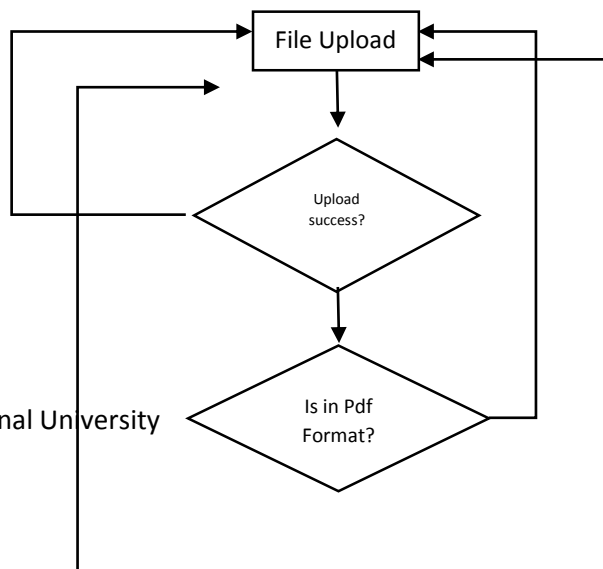 File Upload
Upload
success?
Is in Pdf
Format?
nal University